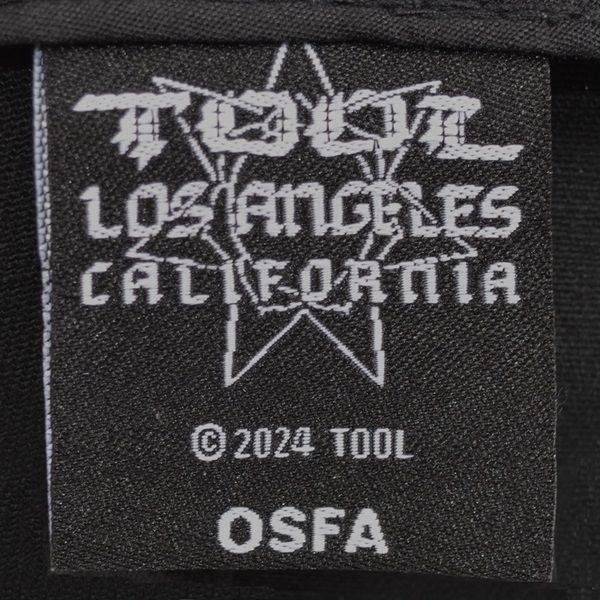 TOOL
LOS ANGELES
CALIFORNIA
© 2024 TOOL
OSFA